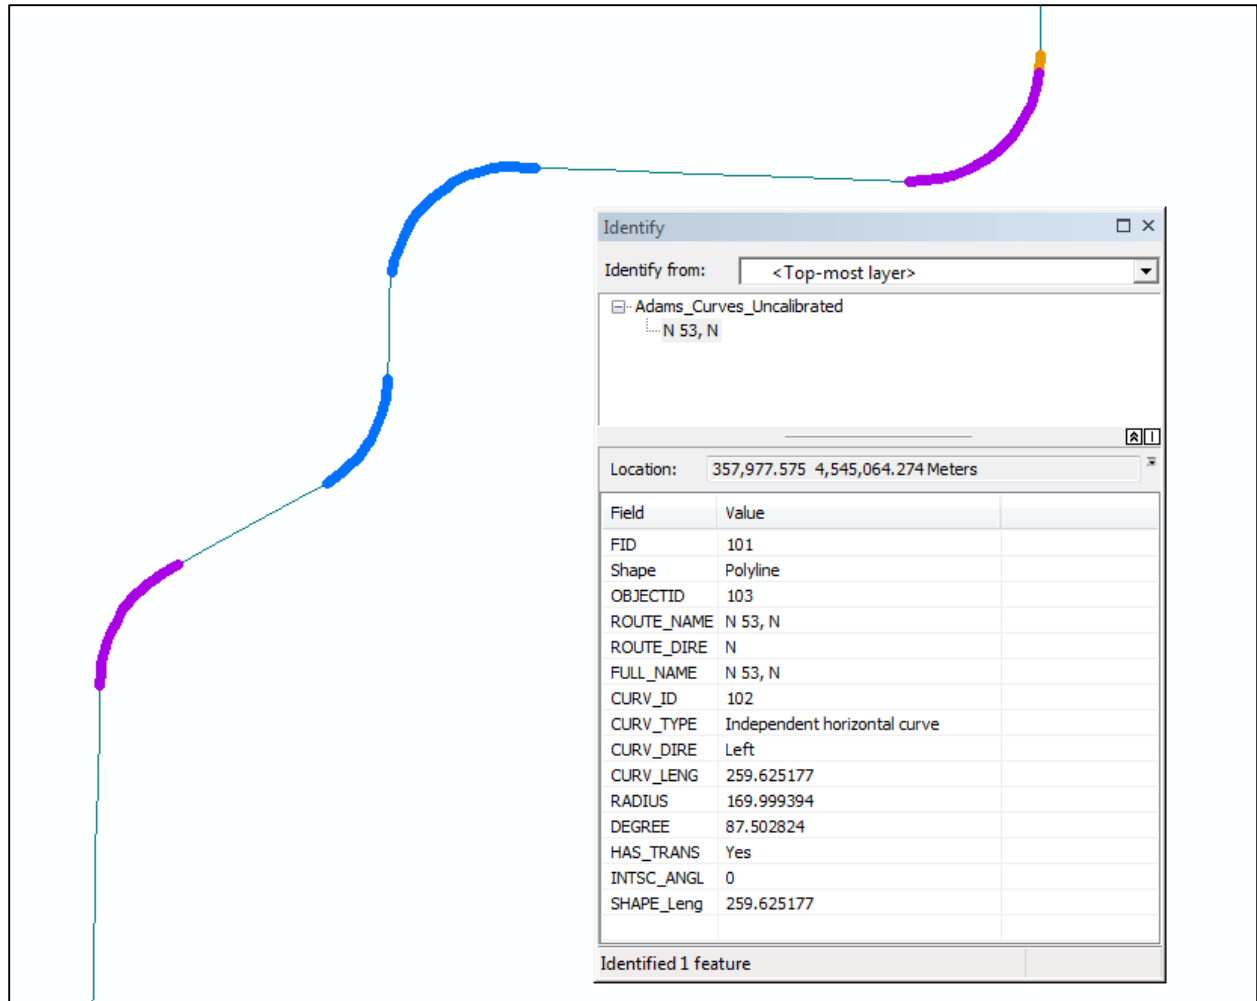 Identify
Identify from: <Top-most layer>
Adams_Curves_Uncalibrated
N 53, N
Location: 357,977.575 4,545,064.274 Meters
Field Value
FID 101
Shape Polyline
OBJECTID 103
ROUTE_NAME N 53, N
ROUTE_DIRE N
FULL_NAME N 53, N
CURV_ID 102
CURV_TYPE Independent horizontal curve
CURV_DIRE Left
CURV_LENG 259.625177
RADIUS 169.999394
DEGREE 87.502824
HAS_TRANS Yes
INTSC_ANGL 0
SHAPE_Leng 259.625177
Identified 1 feature